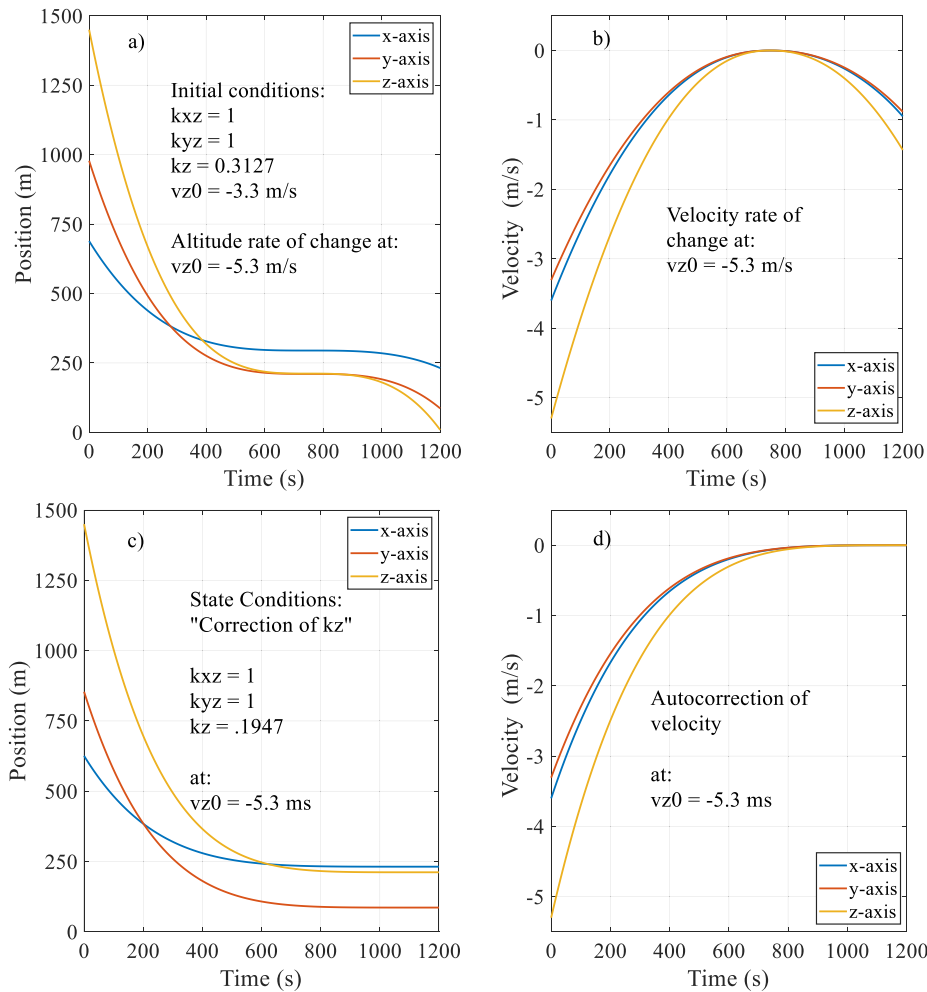 a)
x-axis
y-axis
z-axis
Initial conditions:
kxz = 1
kyz = 1
kz = 0.3127
vz0 = -3.3 m/s
Altitude rate of change at:
vz0 = -5.3 m/s
Position (m)
1500
1250
1000
750
500
250
0
0 200 400 600 800 1000 1200
Time (s)
b)
Velocity rate of
change at:
vz0 = -5.3 m/s
x-axis
y-axis
z-axis
Velocity (m/s)
0
-1
-2
-3
-4
-5
0 200 400 600 800 1000 1200
Time (s)
c)
x-axis
y-axis
z-axis
State Conditions:
"Correction of kz"
kxz = 1
kyz = 1
kz = .1947
at:
vz0 = -5.3 ms
Position (m)
1500
1250
1000
750
500
250
0
0 200 400 600 800 1000 1200
Time (s)
d)
Autocorrection of
velocity
at:
vz0 = -5.3 ms
x-axis
y-axis
z-axis
Velocity (m/s)
0
-1
-2
-3
-4
-5
0 200 400 600 800 1000 1200
Time (s)